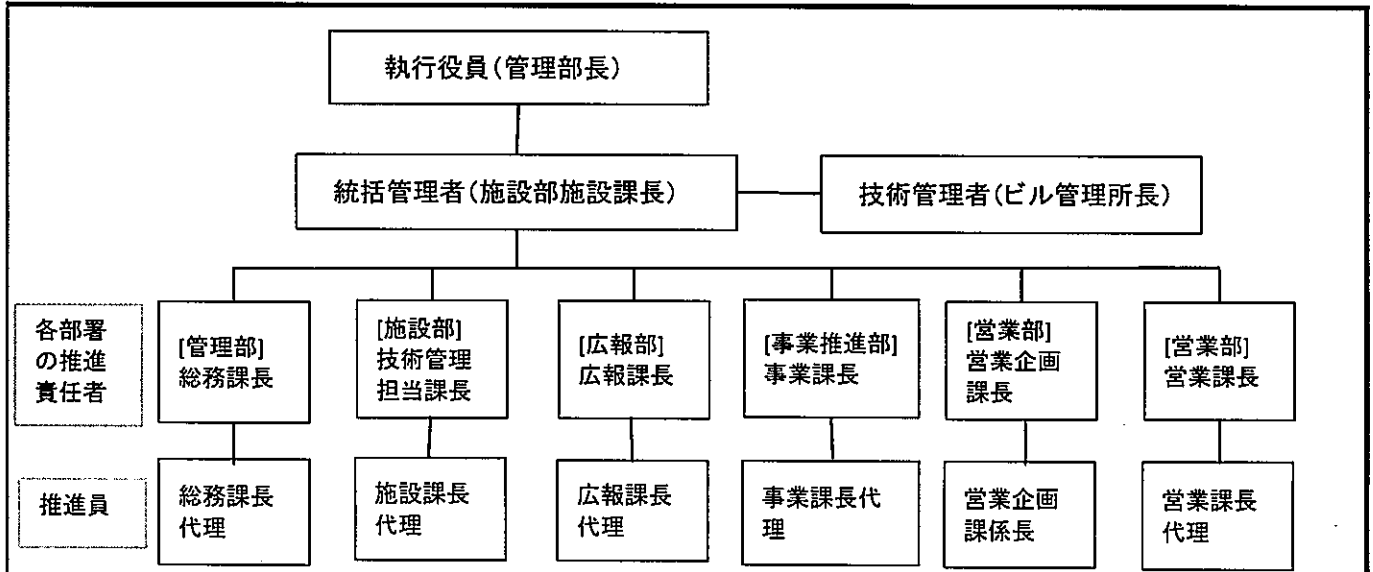 執行役員(管理部長)
統括管理者(施設部施設課長)
技術管理者(ビル管理所長)
各部署
の推進
責任者
[管理部]
総務課長
[施設部]
技術管理
担当課長
[広報部]
広報課長
[事業推進部]
事業課長
[営業部]
営業企画
課長
[営業部]
営業課長
推進員
総務課長
代理
施設課長
代理
広報課長
代理
事業課長代
理
営業企画
課係長
営業課長
代理